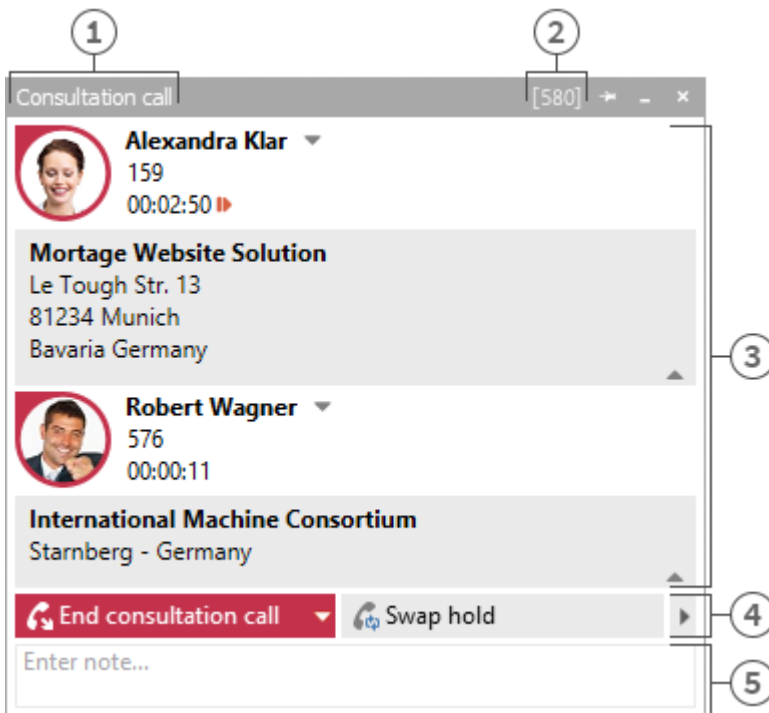 1 2
Consultation call [580]
Alexandra Klar
159
00:02:50
Mortage Website Solution
Le Tough Str. 13
81234 Munich
Bavaria Germany
3
Robert Wagner
576
00:00:11
International Machine Consortium
Starnberg - Germany
End consultation call Swap hold 4
Enter note...
5